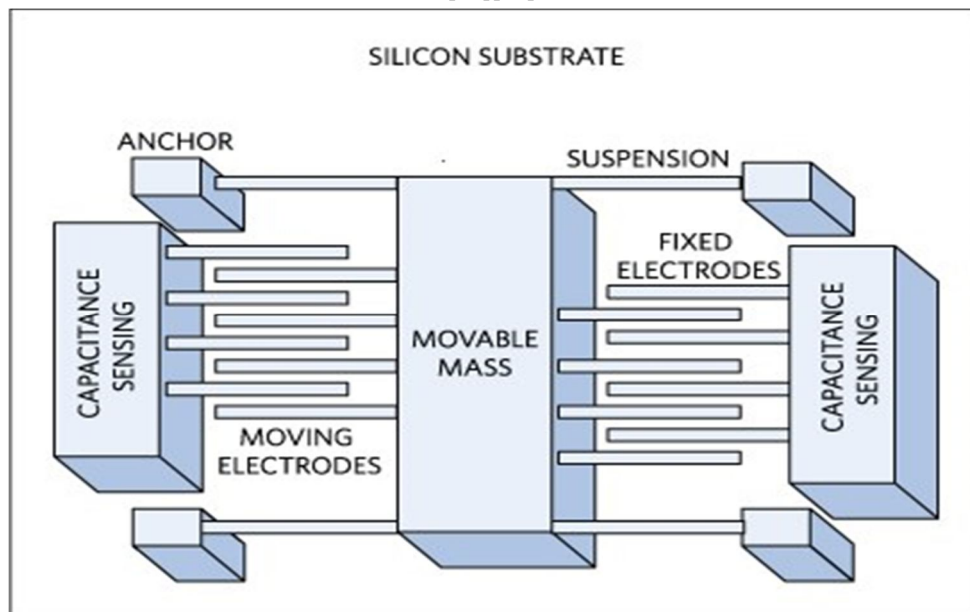 SILICON SUBSTRATE
ANCHOR
SUSPENSION
FIXED
ELECTRODES
CAPACITANCE
SENSING
MOVABLE
MASS
CAPACITANCE
SENSING
MOVING
ELECTRODES